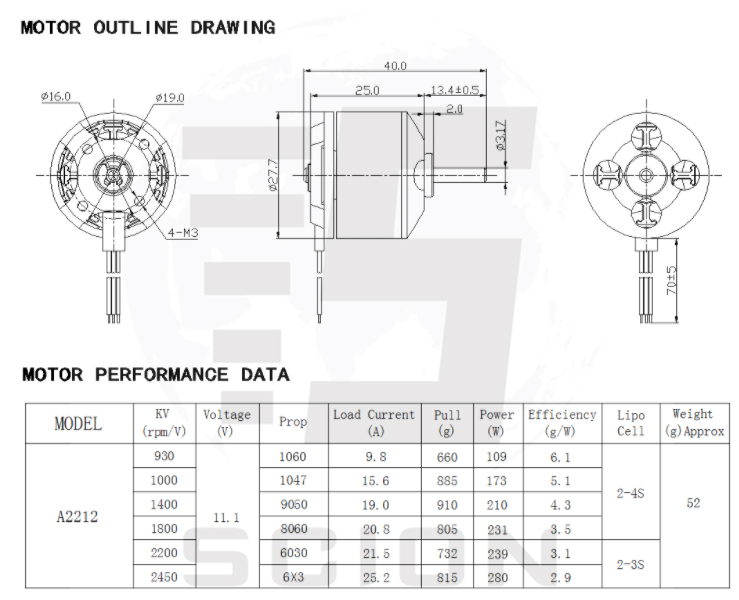 MOTOR OUTLINE DRAWING
40.0
25.0
13.4±0.5
2.0
ø16.0
ø19.0
ø27.7
ø3.17
4-M3
70±5
MOTOR PERFORMANCE DATA
MODEL KV (rpm/V) Voltage (V) Prop Load Current (A) Pull (g) Power (W) Efficiency (g/W) Lipo Cell Weight (g)Approx
A2212 11.1 52
930 1060 9.8 660 109 6.1
1000 1047 15.6 885 173 5.1
2-4S
1400 9050 19.0 910 210 4.3
1800 8060 20.8 805 231 3.5
2200 6030 21.5 732 239 3.1
2-3S
2450 6X3 25.2 815 280 2.9
SCION